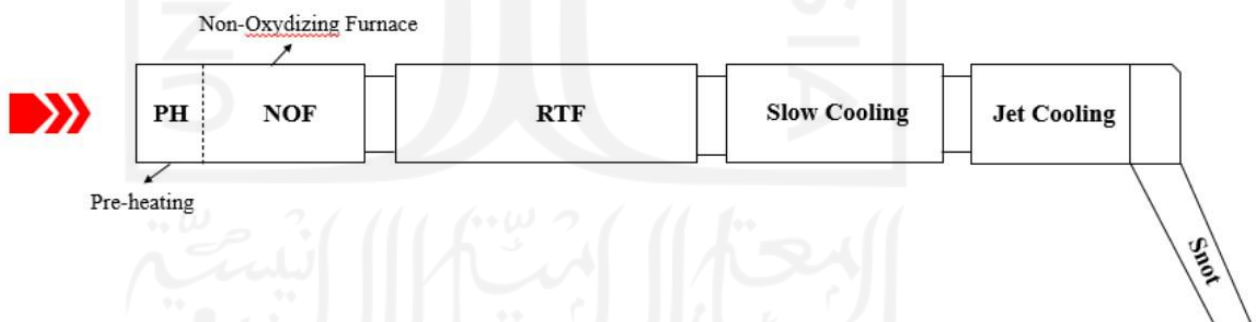 Non-Oxydizing Furnace
PH
NOF
RTF
Slow Cooling
Jet Cooling
Pre-heating
Snot